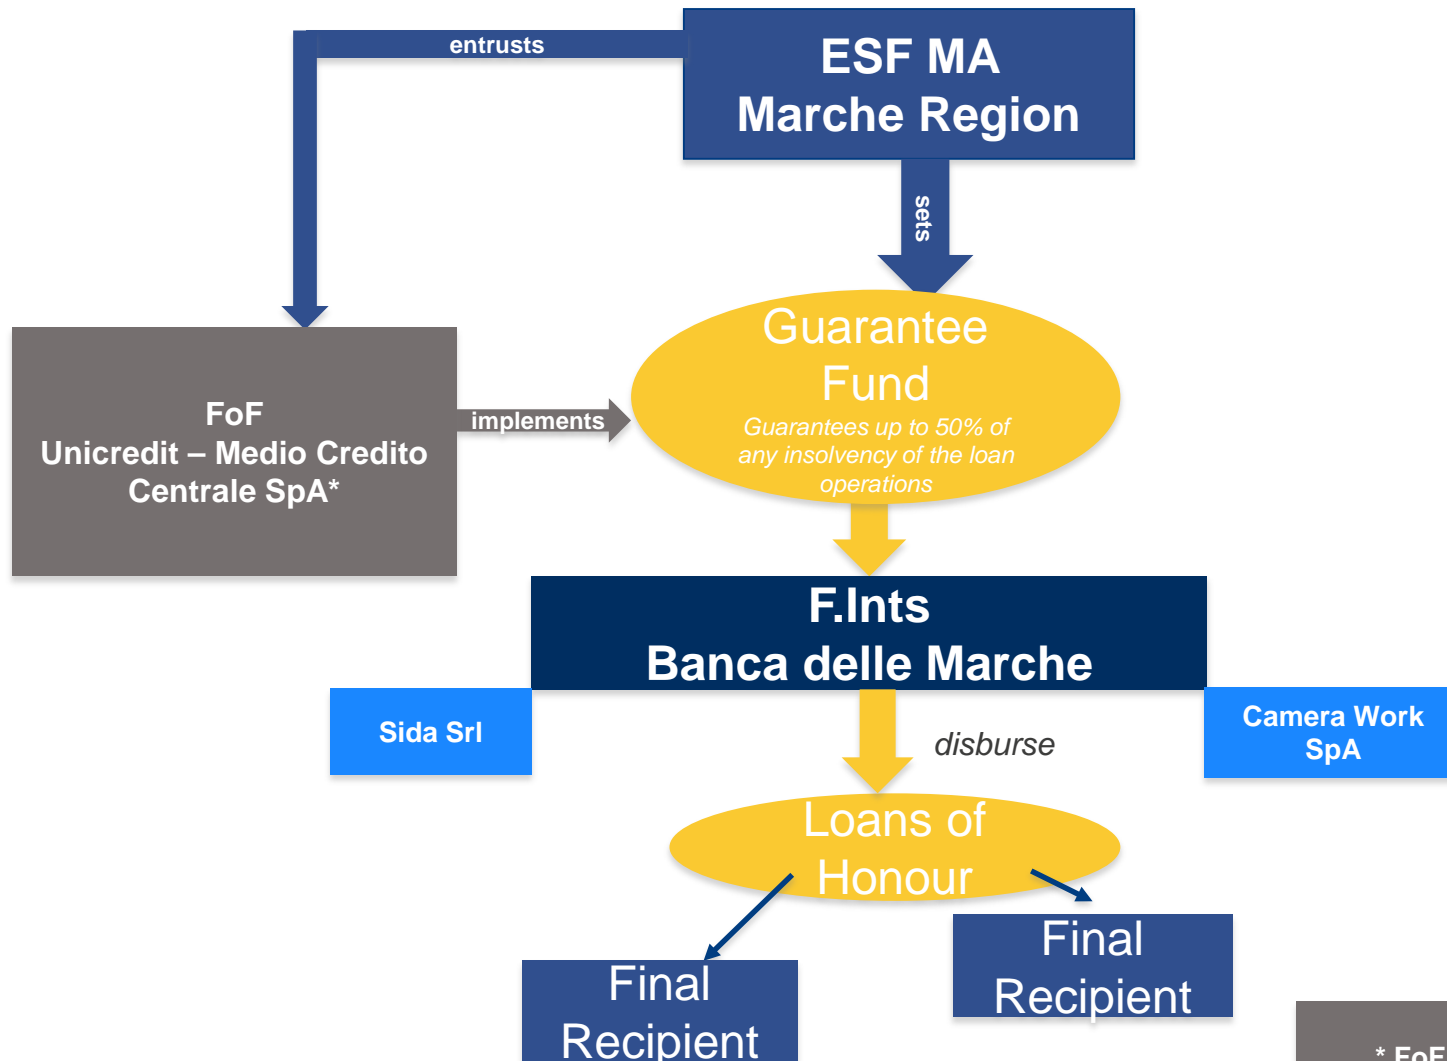 entrusts
ESF MA
Marche Region
sets
Guarantee
Fund
Guarantees up to 50% of
any insolvency of the loan
operations
FoF
Unicredit – Medio Credito
Centrale SpA*
implements
F.Ints
Banca delle Marche
Sida Srl
disburse
Camera Work
SpA
Loans of
Honour
Final
Recipient
Final
Recipient
* FoF